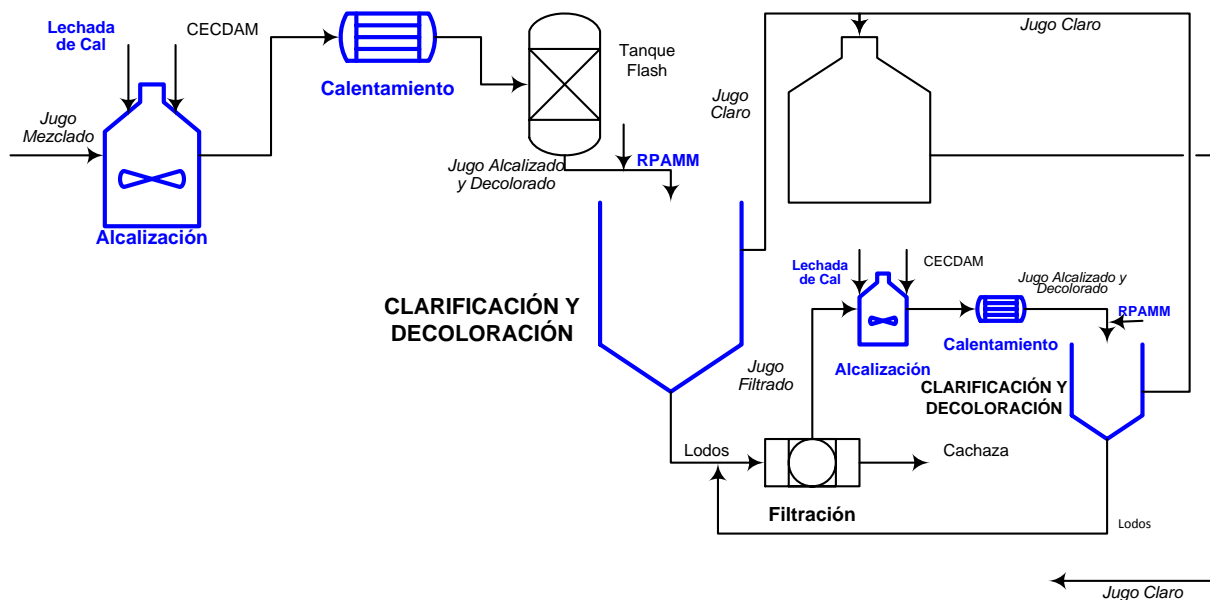 Lechada
de Cal
CECDAM
Jugo
Mezclado
Alcalización
Calentamiento
Tanque
Flash
Jugo Alcalizado
y Decolorado
RPAMM
Jugo
Claro
Jugo Claro
CLARIFICACIÓN Y
DECOLORACIÓN
Lechada
de Cal
CECDAM
Jugo Alcalizado y
Decolorado
RPAMM
Calentamiento
Alcalización
Jugo
Filtrado
CLARIFICACIÓN Y
DECOLORACIÓN
Lodos
Cachaza
Filtración
Lodos
Jugo Claro